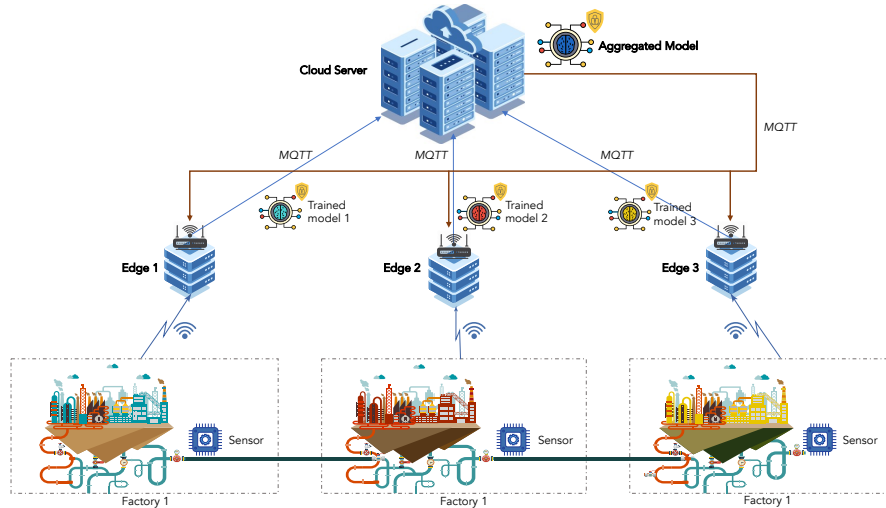 Aggregated Model
Cloud Server
MQTT
MQTT
MQTT
MQTT
Trained
model 1
Trained
model 2
Trained
model 3
Edge 1
Edge 2
Edge 3
Sensor
Sensor
Sensor
Factory 1
Factory 1
Factory 1